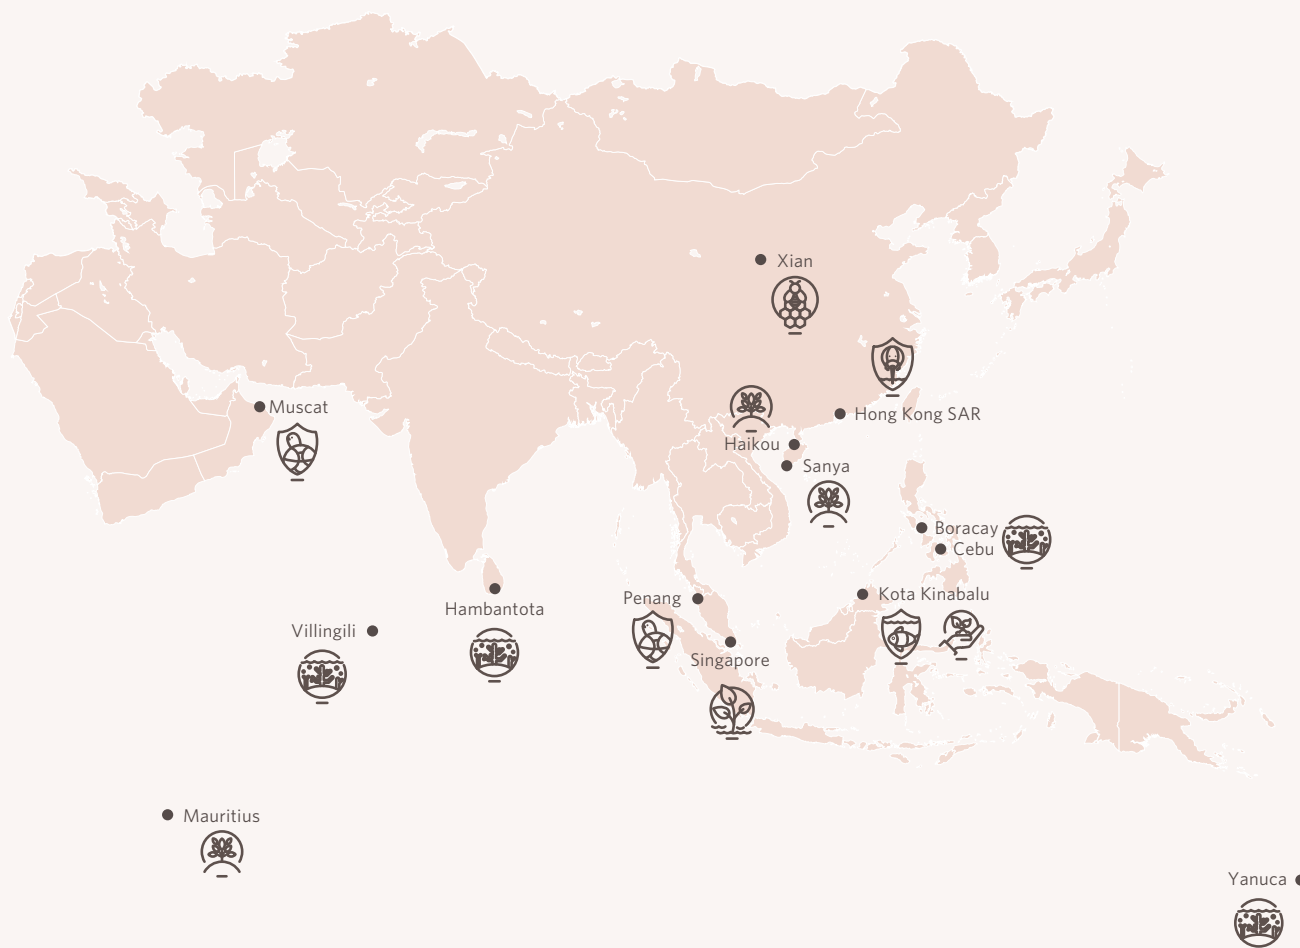 Xian
Muscat
Hong Kong SAR
Haikou
Sanya
Boracay
Cebu
Kota Kinabalu
Penang
Hambantota
Villingili
Singapore
Mauritius
Yanuca